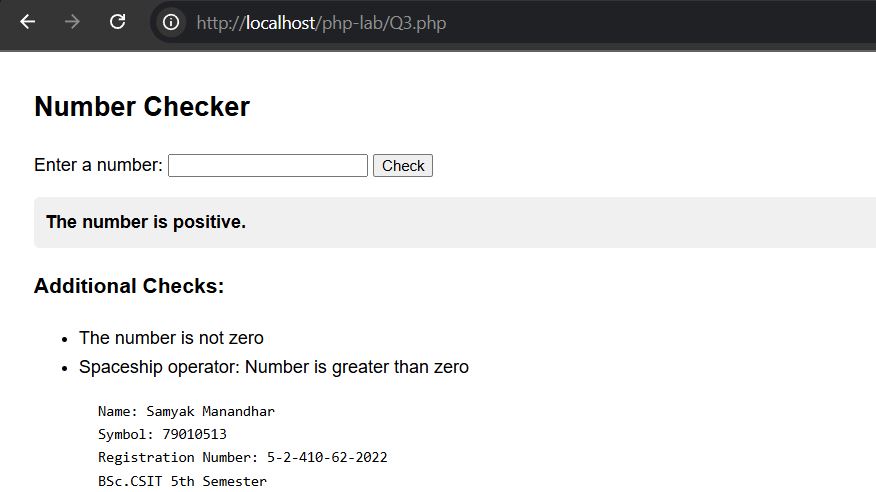 http://localhost/php-lab/Q3.php
Number Checker
Enter a number: Check
The number is positive.
Additional Checks:
• The number is not zero
• Spaceship operator: Number is greater than zero
Name: Samyak Manandhar
Symbol: 79010513
Registration Number: 5-2-410-62-2022
BSc.CSIT 5th Semester